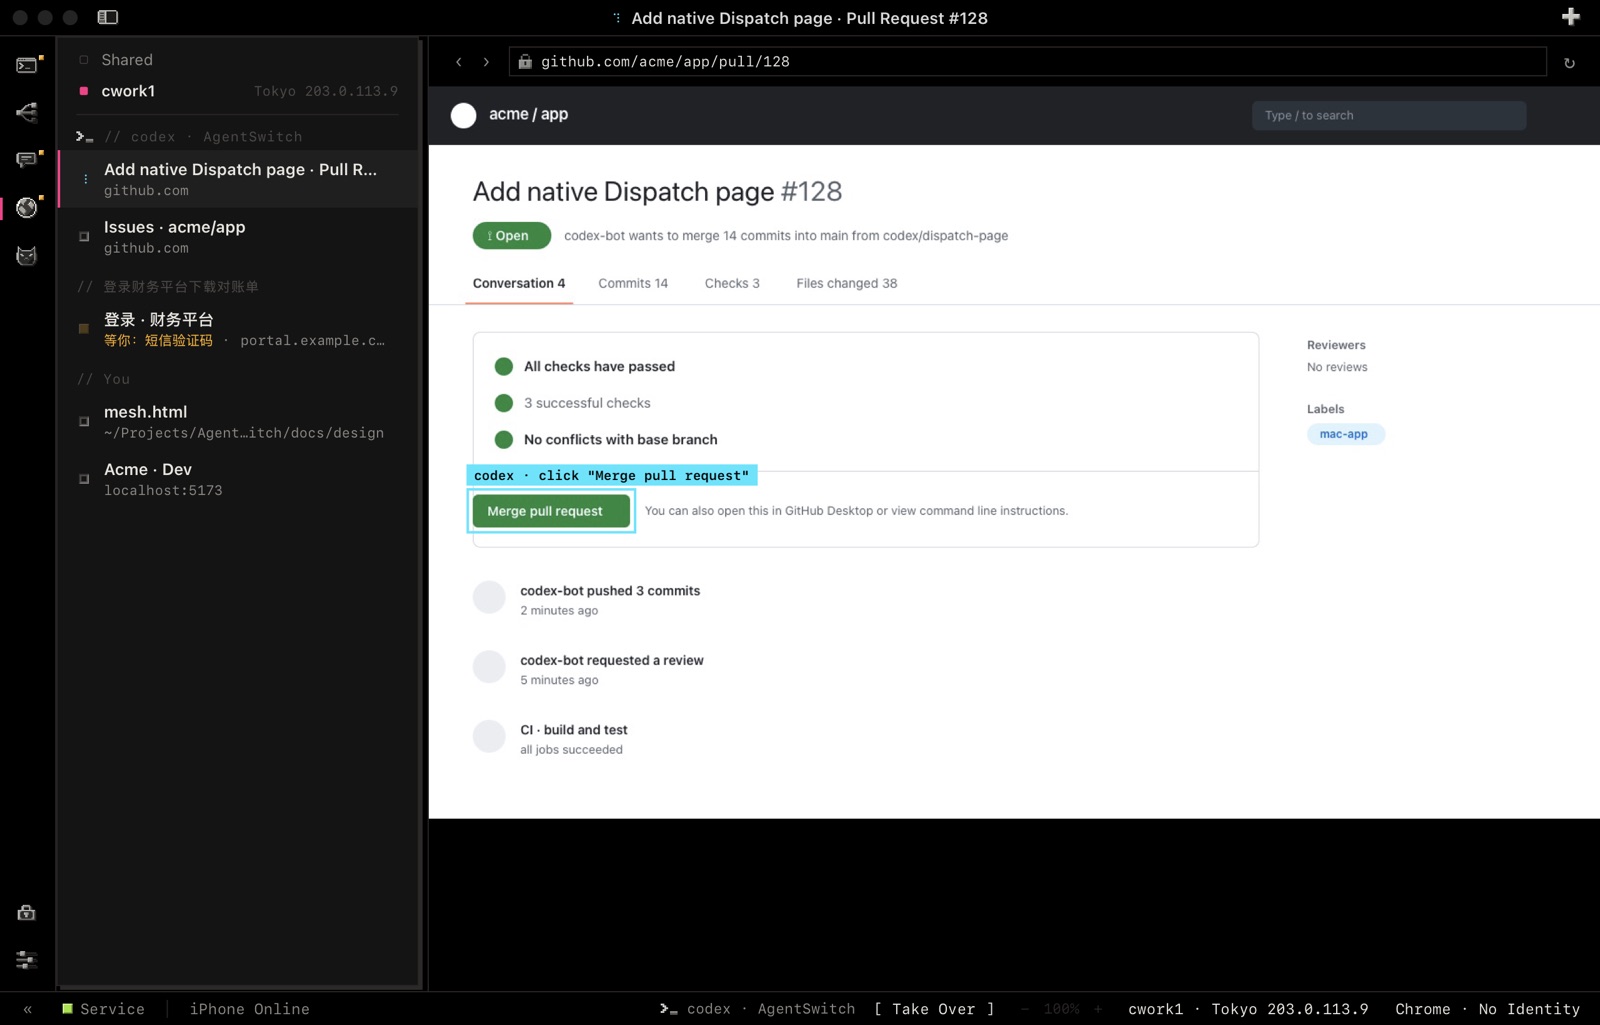 Add native Dispatch page · Pull Request #128
Shared
cwork1 Tokyo 203.0.113.9
// codex · AgentSwitch
Add native Dispatch page · Pull R...
github.com
Issues · acme/app
github.com
// 登录财务平台下载对账单
登录 · 财务平台
等你: 短信验证码 · portal.example.c…
// You
mesh.html
~/Projects/Agent…itch/docs/design
Acme · Dev
localhost:5173
github.com/acme/app/pull/128
acme / app
Type / to search
Add native Dispatch page #128
Open
codex-bot wants to merge 14 commits into main from codex/dispatch-page
Conversation 4 Commits 14 Checks 3 Files changed 38
All checks have passed
3 successful checks
No conflicts with base branch
codex · click "Merge pull request"
Merge pull request
You can also open this in GitHub Desktop or view command line instructions.
Reviewers
No reviews
Labels
mac-app
codex-bot pushed 3 commits
2 minutes ago
codex-bot requested a review
5 minutes ago
CI · build and test
all jobs succeeded
« Service iPhone Online
codex · AgentSwitch [ Take Over ] − 100% + cwork1 · Tokyo 203.0.113.9 Chrome · No Identity